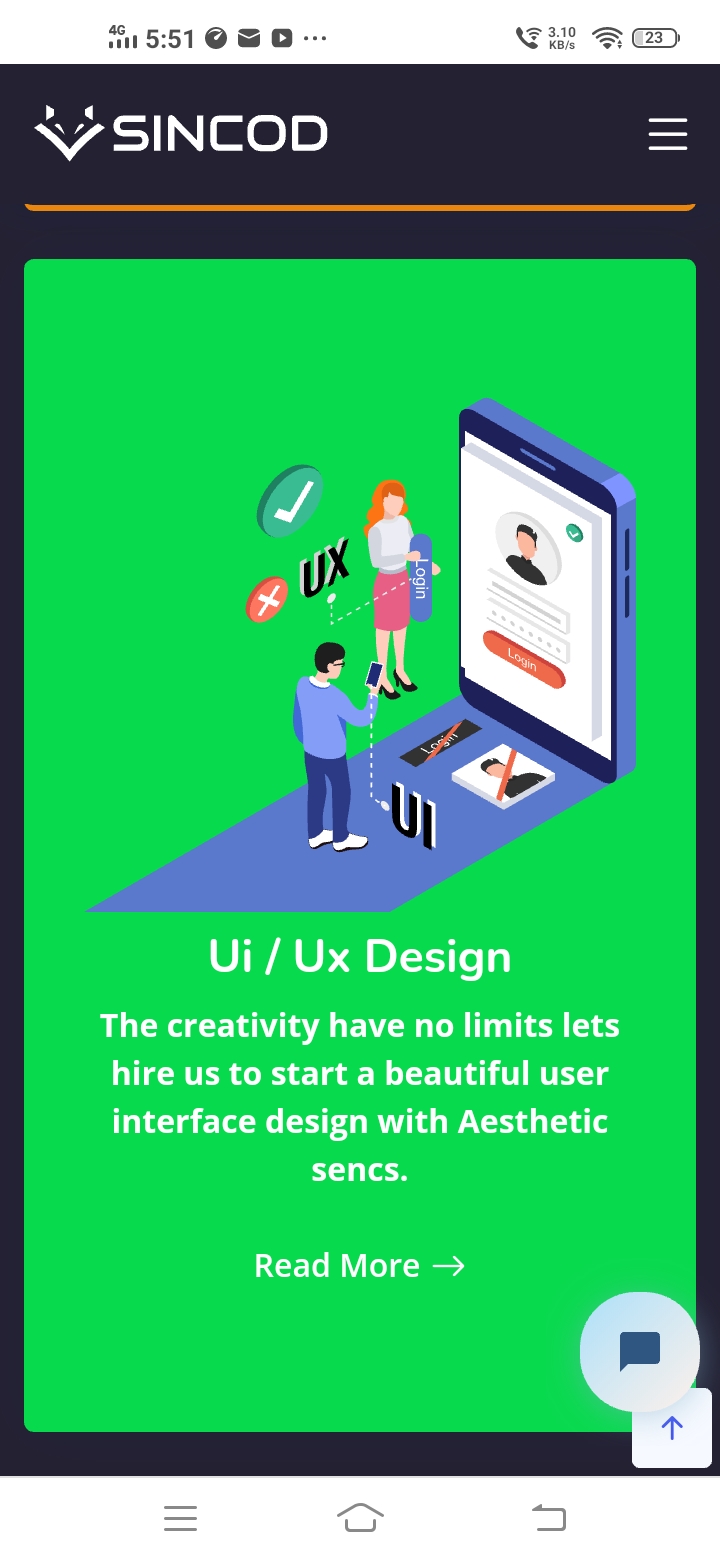 4G 5:51 3.10 KB/s 23
SINCOD
UX
Login
Login
Login
UI
Ui / Ux Design
The creativity have no limits lets
hire us to start a beautiful user
interface design with Aesthetic
sencs.
Read More